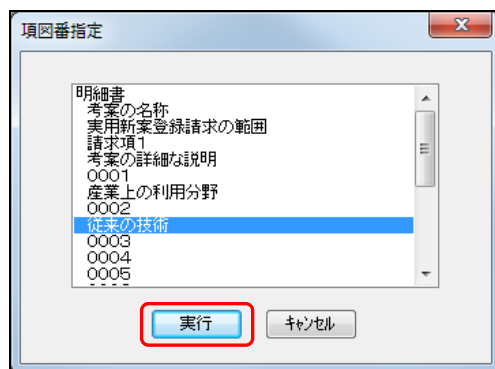 項図番指定
明細書
考案の名称
実用新案登録請求の範囲
請求項1
考案の詳細な説明
0001
産業上の利用分野
0002
従来の技術
0003
0004
0005
実行
ｷｬﾝｾﾙ